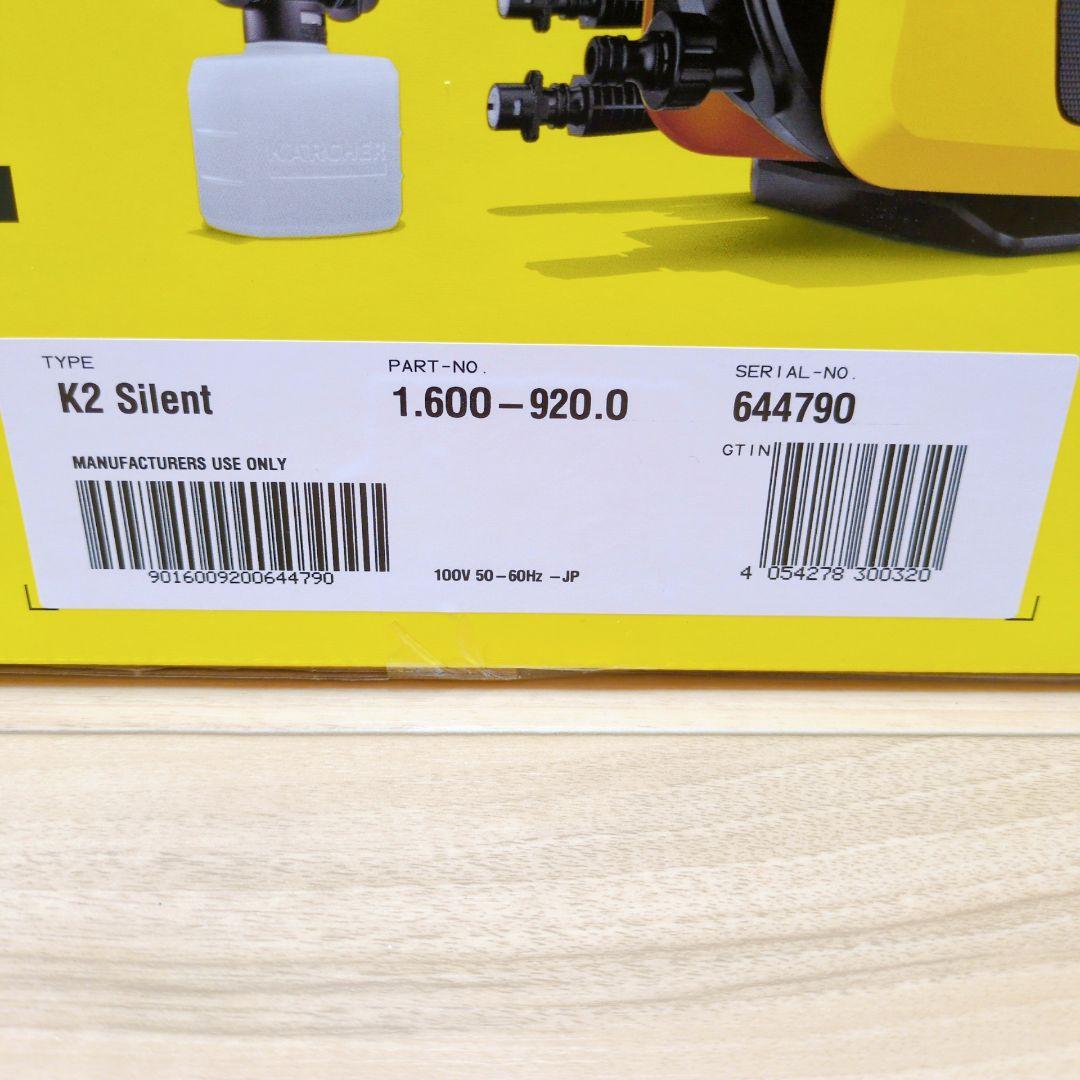 KÄRCHER
TYPE
K2 Silent
PART-NO.
1.600-920.0
SERIAL-NO.
644790
GTIN
MANUFACTURERS USE ONLY
9016009200644790
100V 50-60Hz -JP
4 054278 300320